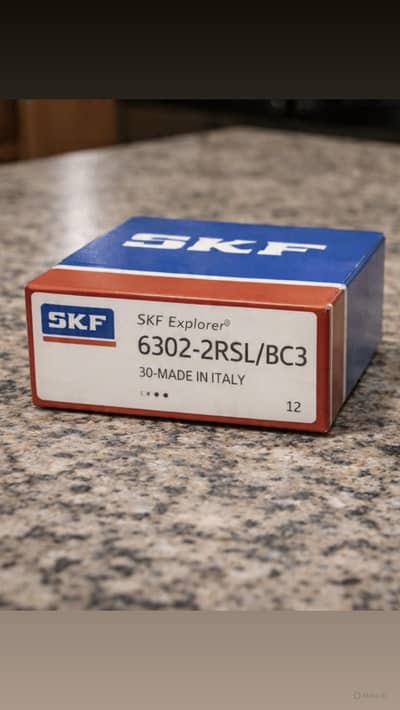 SKF
SKF
SKF Explorer®
6302-2RSL/BC3
30-MADE IN ITALY
12